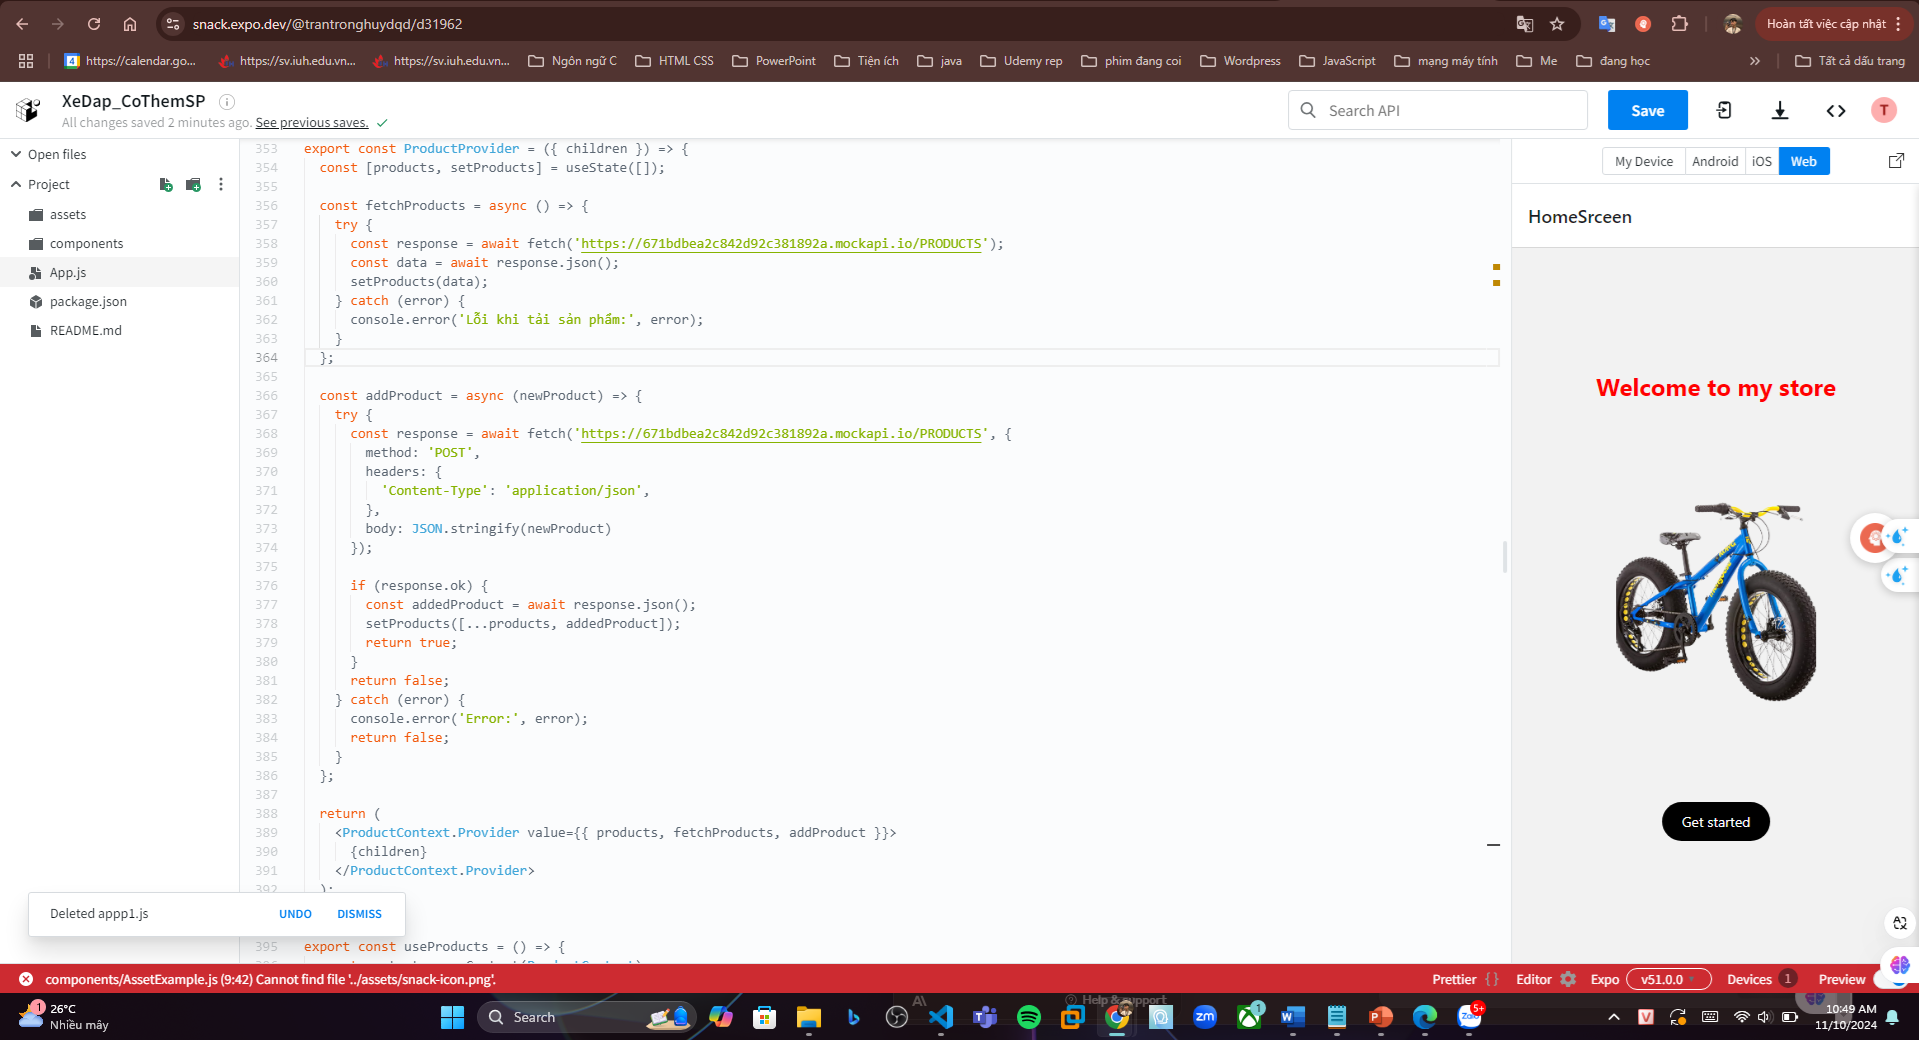 snack.expo.dev/@trantronghuydqd/d31962
Hoàn tất việc cập nhật
https://calendar.go...
https://sv.iuh.edu.vn...
https://sv.iuh.edu.vn...
Ngôn ngữ C
HTML CSS
PowerPoint
Tiện ích
java
Udemy rep
phim đang coi
Wordpress
JavaScript
mạng máy tính
Me
đang học
»
Tất cả dấu trang
XeDap_CoThemSP
All changes saved 2 minutes ago. See previous saves.
Search API
Save
T
Open files
Project
assets
components
App.js
package.json
README.md
353 export const ProductProvider = ({ children }) => {
354 const [products, setProducts] = useState([]);
355
356 const fetchProducts = async () => {
357 try {
358 const response = await fetch('https://671bdbea2c842d92c381892a.mockapi.io/PRODUCTS');
359 const data = await response.json();
360 setProducts(data);
361 } catch (error) {
362 console.error('Lỗi khi tải sản phẩm:', error);
363 }
364 };
365
366 const addProduct = async (newProduct) => {
367 try {
368 const response = await fetch('https://671bdbea2c842d92c381892a.mockapi.io/PRODUCTS', {
369 method: 'POST',
370 headers: {
371 'Content-Type': 'application/json',
372 },
373 body: JSON.stringify(newProduct)
374 });
375
376 if (response.ok) {
377 const addedProduct = await response.json();
378 setProducts([...products, addedProduct]);
379 return true;
380 }
381 return false;
382 } catch (error) {
383 console.error('Error:', error);
384 return false;
385 }
386 };
387
388 return (
389 <ProductContext.Provider value={{ products, fetchProducts, addProduct }}>
390 {children}
391 </ProductContext.Provider>
392 );
395 export const useProducts = () => {
Deleted appp1.js
UNDO
DISMISS
My Device
Android
iOS
Web
HomeSrceen
Welcome to my store
Get started
components/AssetExample.js (9:42) Cannot find file '../assets/snack-icon.png'.
Prettier { }
Editor
Expo
v51.0.0
Devices 1
Preview
1
26°C
Nhiều mây
Search
Help & support
zm
1
5+
Zalo
10:49 AM
11/10/2024